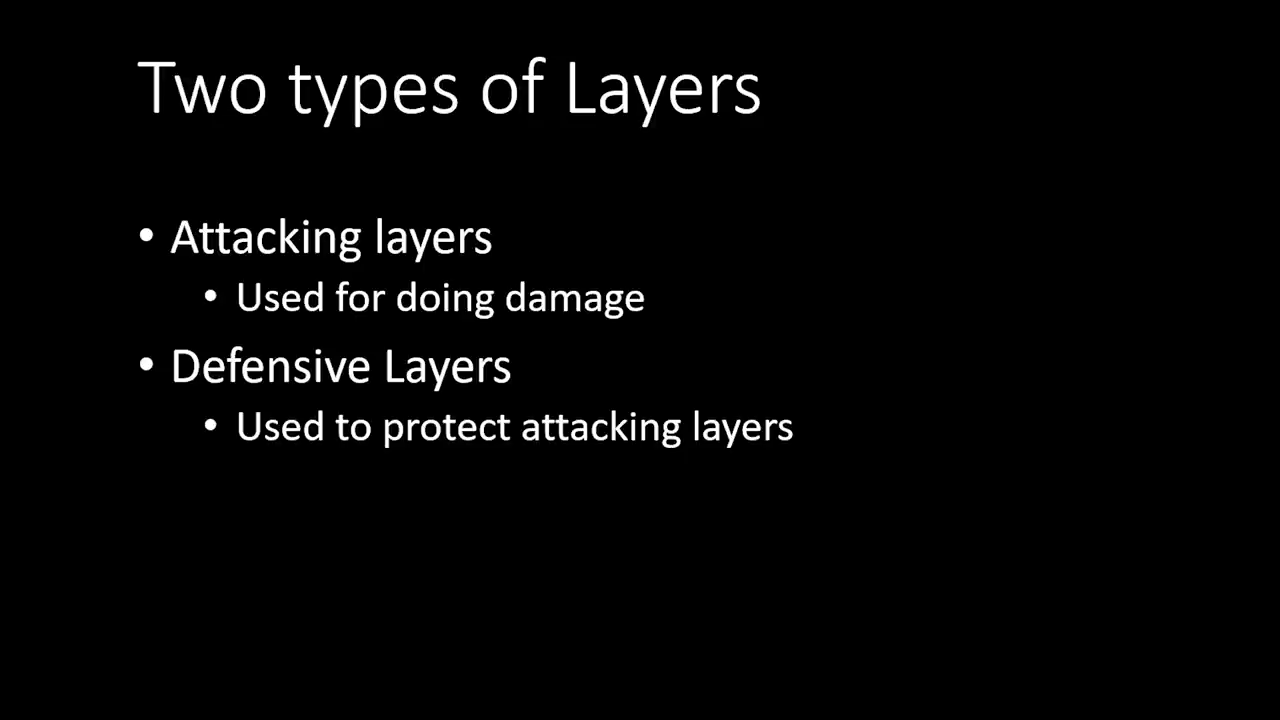 Two types of Layers
• Attacking layers
• Used for doing damage
• Defensive Layers
• Used to protect attacking layers